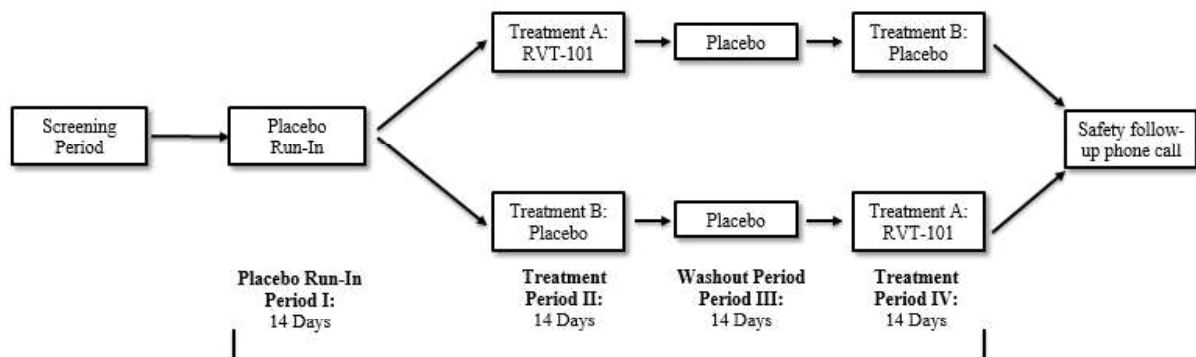 Treatment A:
RVT-101
Placebo
Treatment B:
Placebo
Screening
Period
Placebo
Run-In
Safety follow-
up phone call
Treatment B:
Placebo
Placebo
Treatment A:
RVT-101
Placebo Run-In
Period I:
14 Days
Treatment
Period II:
14 Days
Washout Period
Period III:
14 Days
Treatment
Period IV:
14 Days